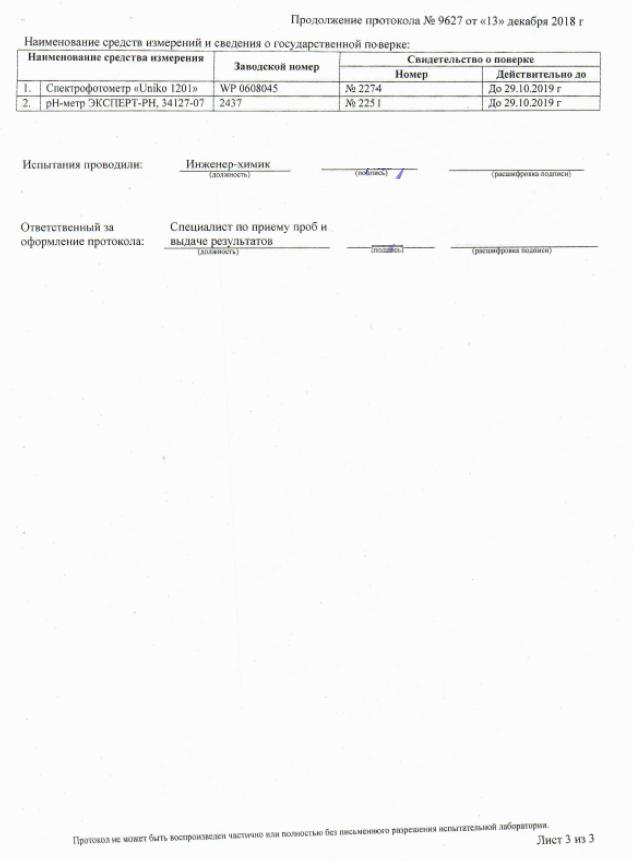 Продолжение протокола № 9627 от «13» декабря 2018 г
Наименование средств измерений и сведения о государственной поверке:
Наименование средства измерения Заводской номер Свидетельство о поверке
Номер Действительно до
1. Спектрофотометр «Uniko 1201» WP 0608045 № 2274 До 29.10.2019 г
2. рН-метр ЭКСПЕРТ-РН, 34127-07 2437 № 2251 До 29.10.2019 г
Испытания проводили: Инженер-химик
(должность) (подпись) (расшифровка подписи)
Ответственный за Специалист по приему проб и
оформление протокола: выдаче результатов
(должность) (подпись) (расшифровка подписи)
Протокол не может быть воспроизведен частично или полностью без письменного разрешения испытательной лаборатории.
Лист 3 из 3